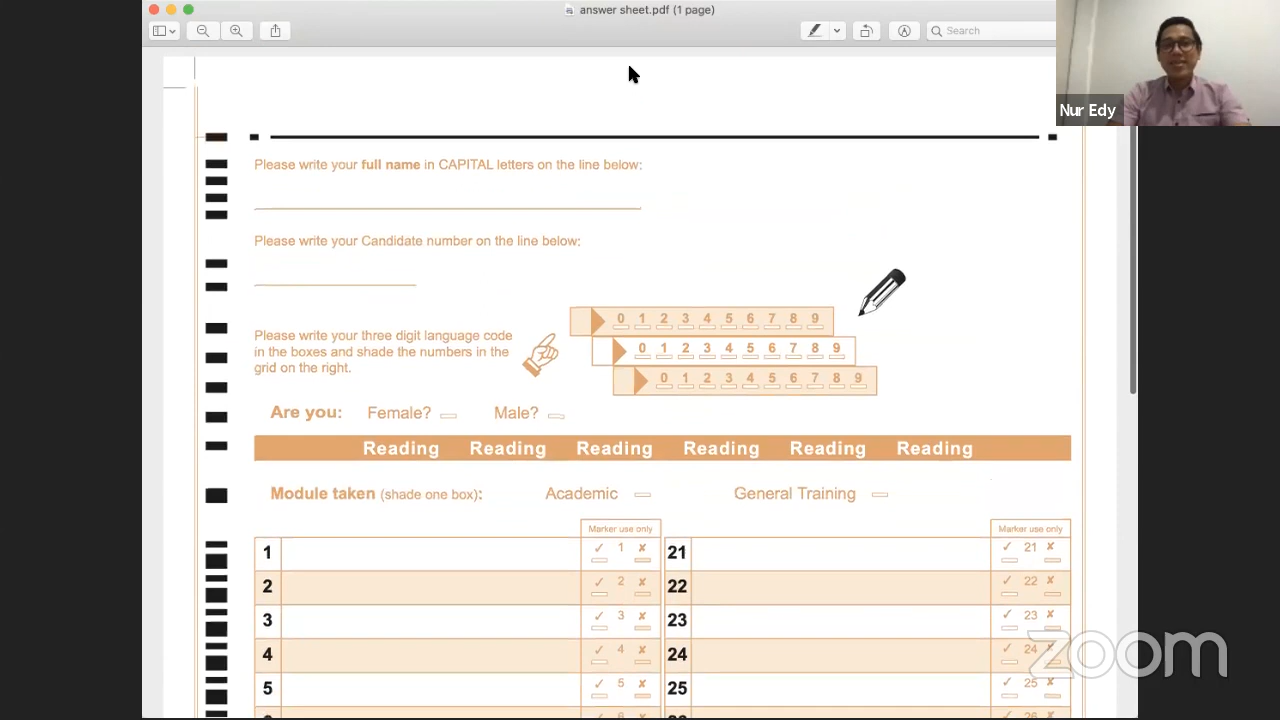 answer sheet.pdf (1 page)
Search
Nur Edy
Please write your full name in CAPITAL letters on the line below:
Please write your Candidate number on the line below:
Please write your three digit language code
in the boxes and shade the numbers in the
grid on the right.
0 1 2 3 4 5 6 7 8 9
0 1 2 3 4 5 6 7 8 9
0 1 2 3 4 5 6 7 8 9
Are you: Female? Male?
Reading Reading Reading Reading Reading Reading
Module taken (shade one box): Academic General Training
Marker use only Marker use only
1 ✓ 1 ✗ 21 ✓ 21 ✗
2 ✓ 2 ✗ 22 ✓ 22 ✗
3 ✓ 3 ✗ 23 ✓ 23 ✗
4 ✓ 4 ✗ 24 ✓ 24 ✗
5 ✓ 5 ✗ 25 ✓ 25 ✗
zoom